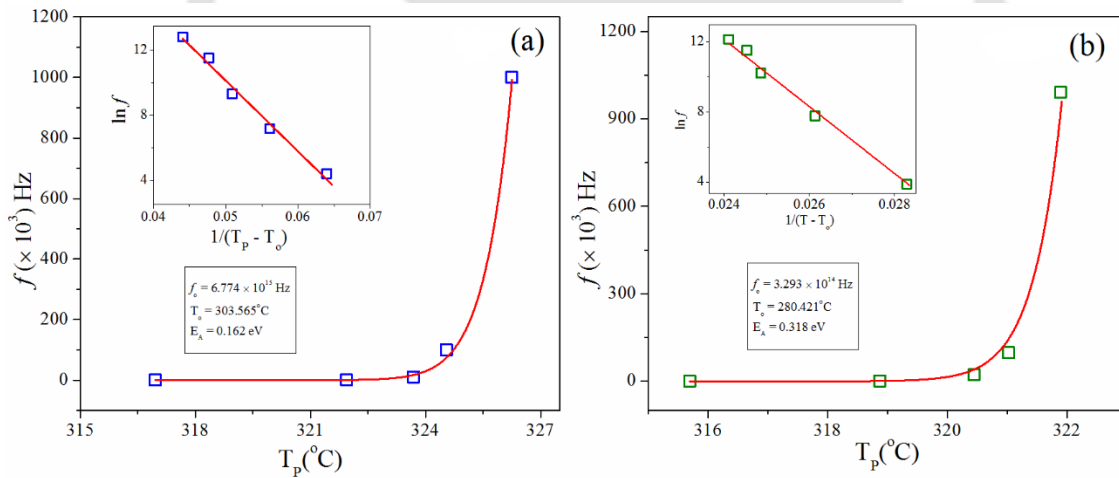 (a)
f (× 10³) Hz
1200
1000
800
600
400
200
0
315
318
321
324
327
T_P(°C)
ln f
12
8
4
0.04
0.05
0.06
0.07
1/(T_P - T_o)
f_o = 6.774 × 10¹⁵ Hz
T_o = 303.565°C
E_A = 0.162 eV
(b)
f (× 10³) Hz
1200
900
600
300
0
316
318
320
322
T_P(°C)
ln f
12
8
4
0.024
0.026
0.028
1/(T - T_o)
f_o = 3.293 × 10¹⁴ Hz
T_o = 280.421°C
E_A = 0.318 eV